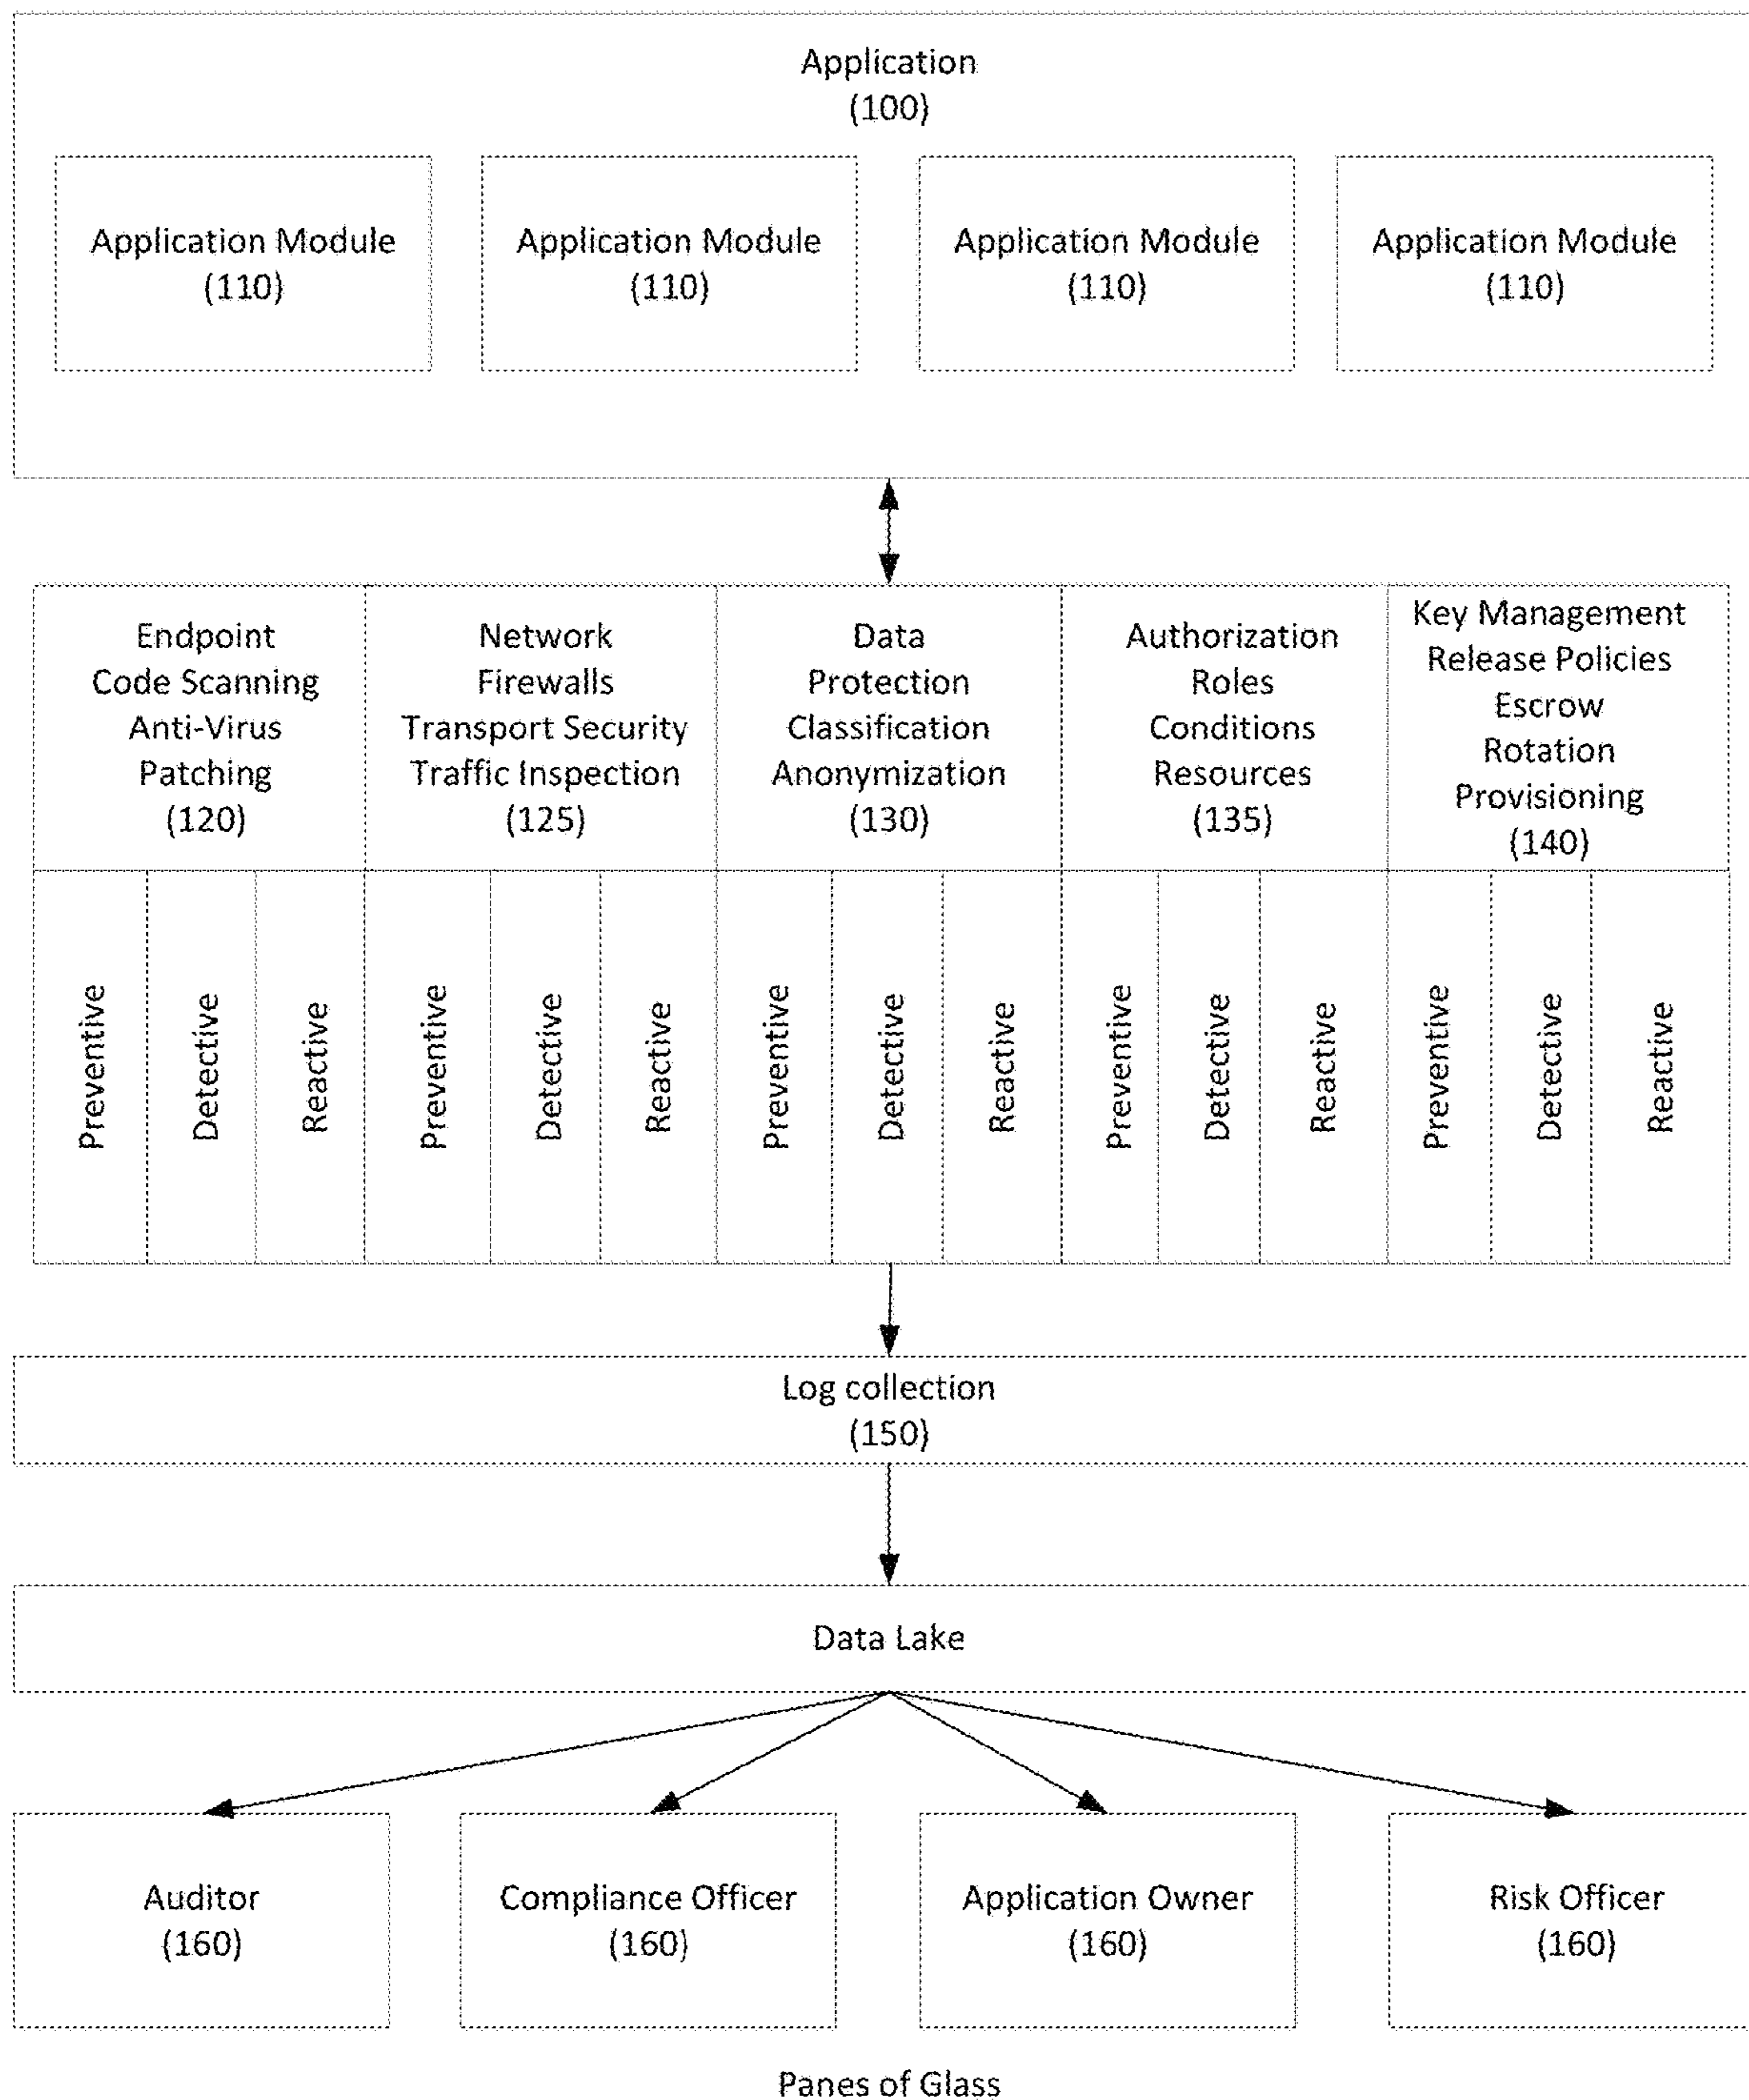 Application
(100)
Application Module
(110)
Application Module
(110)
Application Module
(110)
Application Module
(110)
Endpoint
Code Scanning
Anti-Virus
Patching
(120)
Network
Firewalls
Transport Security
Traffic Inspection
(125)
Data
Protection
Classification
Anonymization
(130)
Authorization
Roles
Conditions
Resources
(135)
Key Management
Release Policies
Escrow
Rotation
Provisioning
(140)
Preventive
Detective
Reactive
Preventive
Detective
Reactive
Preventive
Detective
Reactive
Preventive
Detective
Reactive
Preventive
Detective
Reactive
Log collection
(150)
Data Lake
Auditor
(160)
Compliance Officer
(160)
Application Owner
(160)
Risk Officer
(160)
Panes of Glass